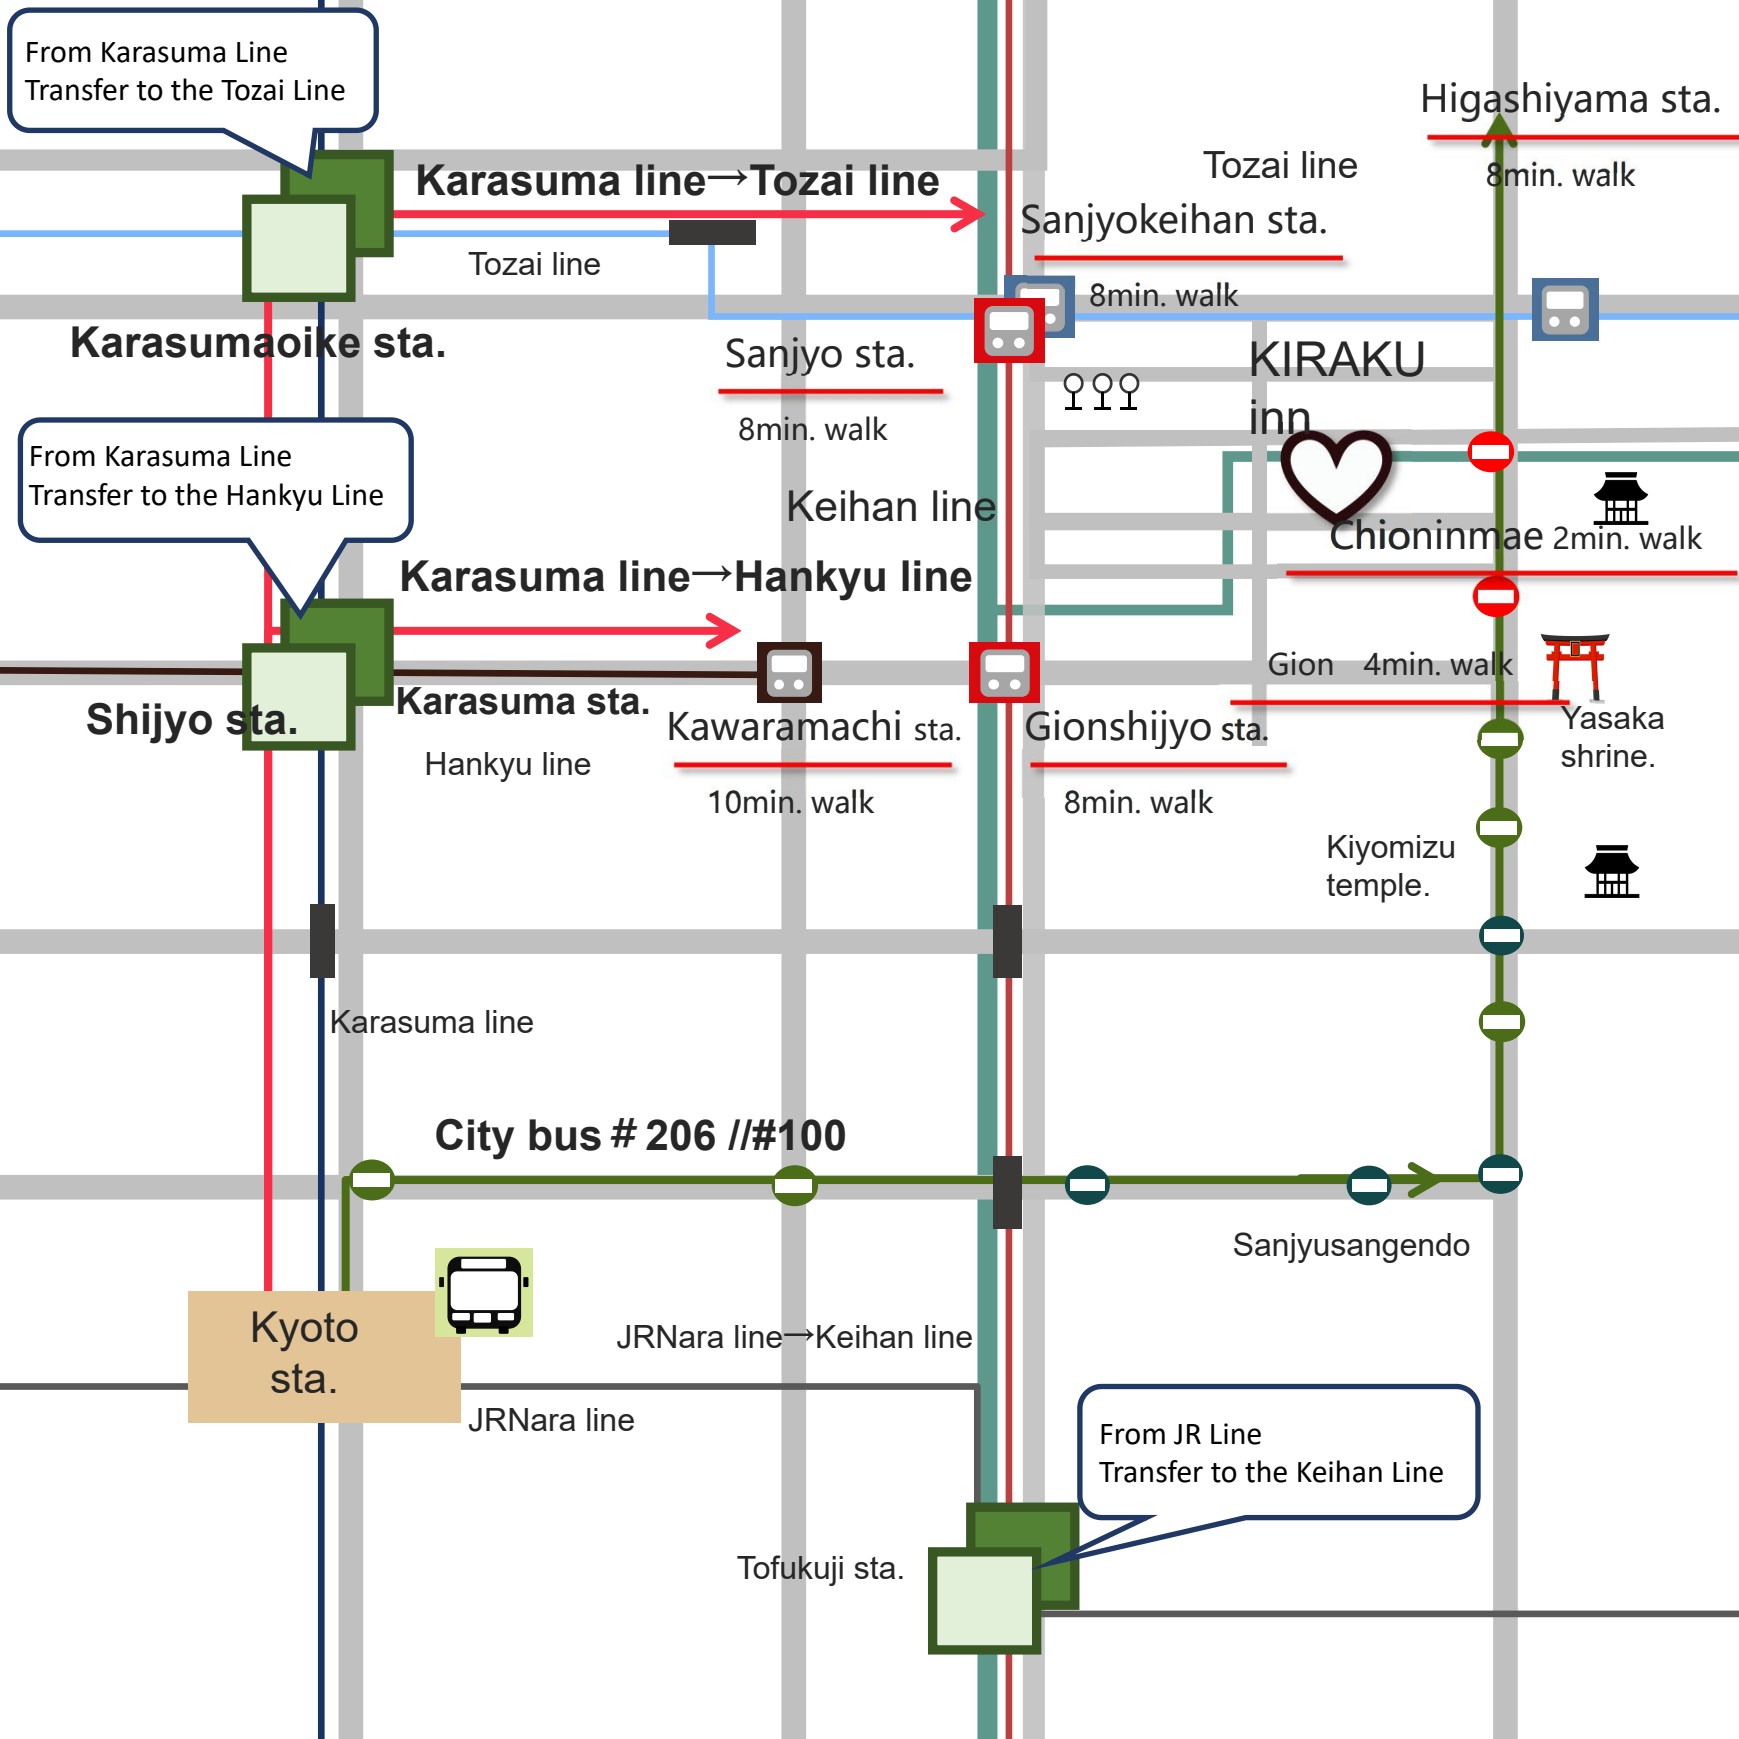 From Karasuma Line
Transfer to the Tozai Line
Higashiyama sta.
8min. walk
Karasuma line→Tozai line
Tozai line
Sanjyokeihan sta.
8min. walk
Tozai line
Karasumaoike sta.
Sanjyo sta.
8min. walk
KIRAKU
inn
From Karasuma Line
Transfer to the Hankyu Line
Keihan line
Chioninmae 2min. walk
Karasuma line→Hankyu line
Gion 4min. walk
Shijyo sta.
Karasuma sta.
Kawaramachi sta.
10min. walk
Gionshijyo sta.
8min. walk
Yasaka
shrine.
Hankyu line
Kiyomizu
temple.
Karasuma line
City bus # 206 //#100
Sanjyusangendo
Kyoto
sta.
JRNara line→Keihan line
JRNara line
From JR Line
Transfer to the Keihan Line
Tofukuji sta.